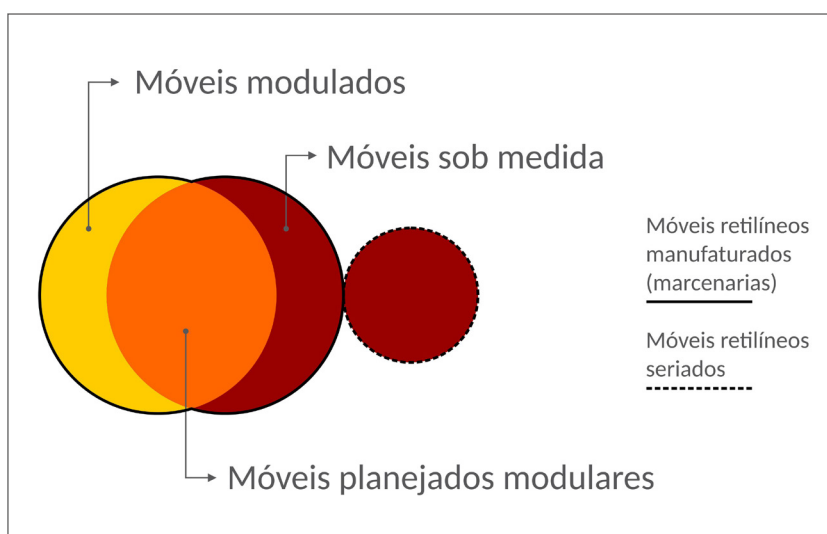 Móveis modulados
Móveis sob medida
Móveis retilíneos
manufaturados
(marcenarias)
Móveis retilíneos
seriados
Móveis planejados modulares